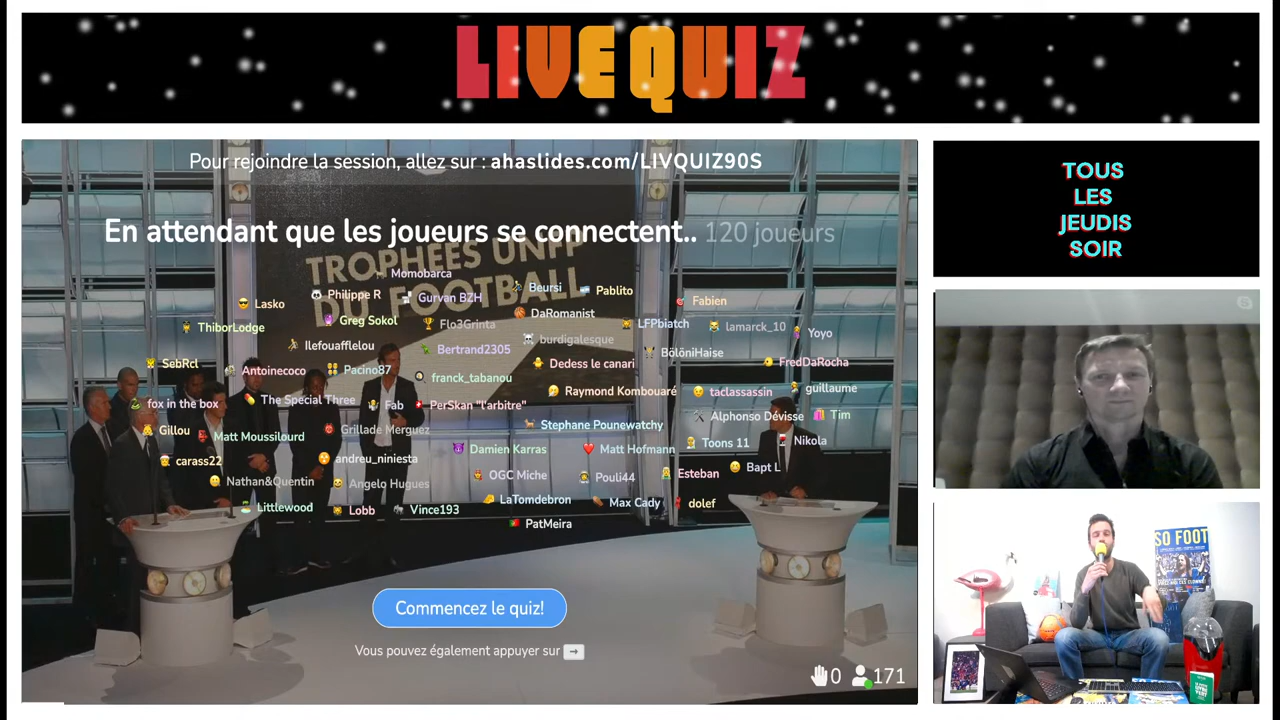 LIVE QUIZ
Pour rejoindre la session, allez sur : ahaslides.com/LIVQUIZ90S
En attendant que les joueurs se connectent.. 120 joueurs
TROPHÉES UNFP
DU FOOTBALL
Momobarca
Lasko
Philippe R
Gurvan BZH
Beursi
Pablito
Fabien
ThiborLodge
Greg Sokol
Flo3Grinta
DaRomanist
LFPbiatch
lamarck_10
Yoyo
Ilefouafflelou
Bertrand2305
burdigalesque
BölöniHaise
SebRcl
Antoinecoco
Pacino87
franck_tabanou
Dedess le canari
FredDaRocha
fox in the box
The Special Three
Fab
PerSkan "l'arbitre"
Raymond Kombouaré
taclassassin
guillaume
Gillou
Matt Moussilourd
Grillade Merguez
Stephane Pounewatchy
Alphonso Dévisse
Tim
carass22
andreu_niniesta
Damien Karras
Matt Hofmann
Toons 11
Nikola
Nathan&Quentin
Angelo Hugues
OGC Miche
Pouli44
Esteban
Bapt L
Littlewood
Lobb
Vince193
LaTomdebron
Max Cady
dolef
PatMeira
Commencez le quiz!
Vous pouvez également appuyer sur →
0 171
TOUS
LES
JEUDIS
SOIR
SO FOOT